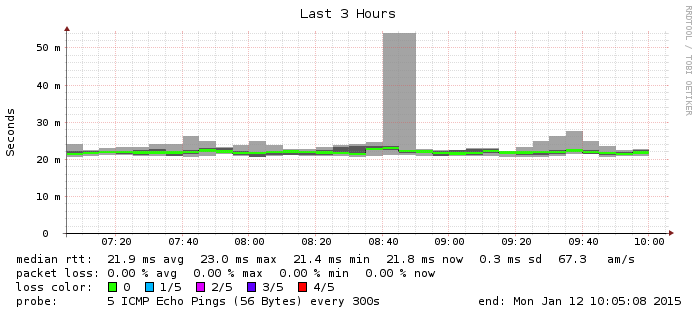 Last 3 Hours
RRDTOOL / TOBI OETIKER
Seconds
50 m
40 m
30 m
20 m
10 m
0
07:20 07:40 08:00 08:20 08:40 09:00 09:20 09:40 10:00
median rtt: 21.9 ms avg 23.0 ms max 21.4 ms min 21.8 ms now 0.3 ms sd 67.3 am/s
packet loss: 0.00 % avg 0.00 % max 0.00 % min 0.00 % now
loss color: 0 1/5 2/5 3/5 4/5
probe: 5 ICMP Echo Pings (56 Bytes) every 300s end: Mon Jan 12 10:05:08 2015